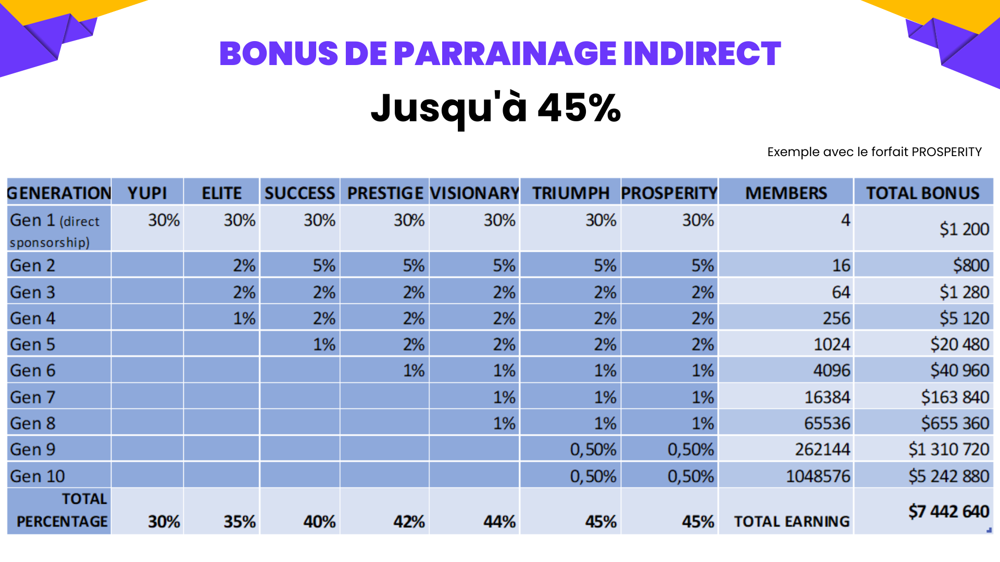 BONUS DE PARRAINAGE INDIRECT
Jusqu'à 45%
Exemple avec le forfait PROSPERITY
GENERATION YUPI ELITE SUCCESS PRESTIGE VISIONARY TRIUMPH PROSPERITY MEMBERS TOTAL BONUS
Gen 1 (direct sponsorship) 30% 30% 30% 30% 30% 30% 30% 4 $1 200
Gen 2 2% 5% 5% 5% 5% 5% 16 $800
Gen 3 2% 2% 2% 2% 2% 2% 64 $1 280
Gen 4 1% 2% 2% 2% 2% 2% 256 $5 120
Gen 5 1% 2% 2% 2% 2% 1024 $20 480
Gen 6 1% 1% 1% 1% 4096 $40 960
Gen 7 1% 1% 1% 16384 $163 840
Gen 8 1% 1% 1% 65536 $655 360
Gen 9 0,50% 0,50% 262144 $1 310 720
Gen 10 0,50% 0,50% 1048576 $5 242 880
TOTAL PERCENTAGE 30% 35% 40% 42% 44% 45% 45% TOTAL EARNING $7 442 640